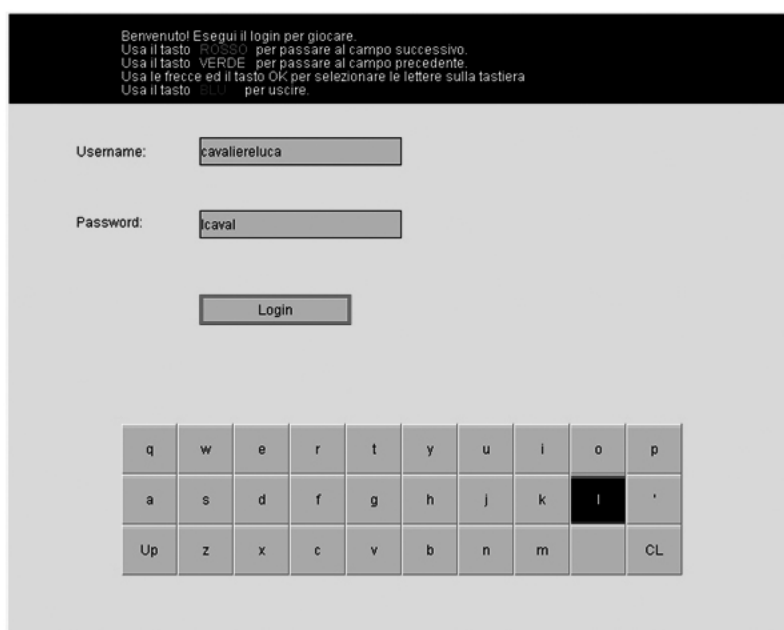 Benvenuto! Esegui il login per giocare.
Usa il tasto ROSSO per passare al campo successivo.
Usa il tasto VERDE per passare al campo precedente.
Usa le frecce ed il tasto OK per selezionare le lettere sulla tastiera
Usa il tasto BLU per uscire.
Username: cavaliereluca
Password: lcaval
Login
q w e r t y u i o p
a s d f g h j k l '
Up z x c v b n m CL